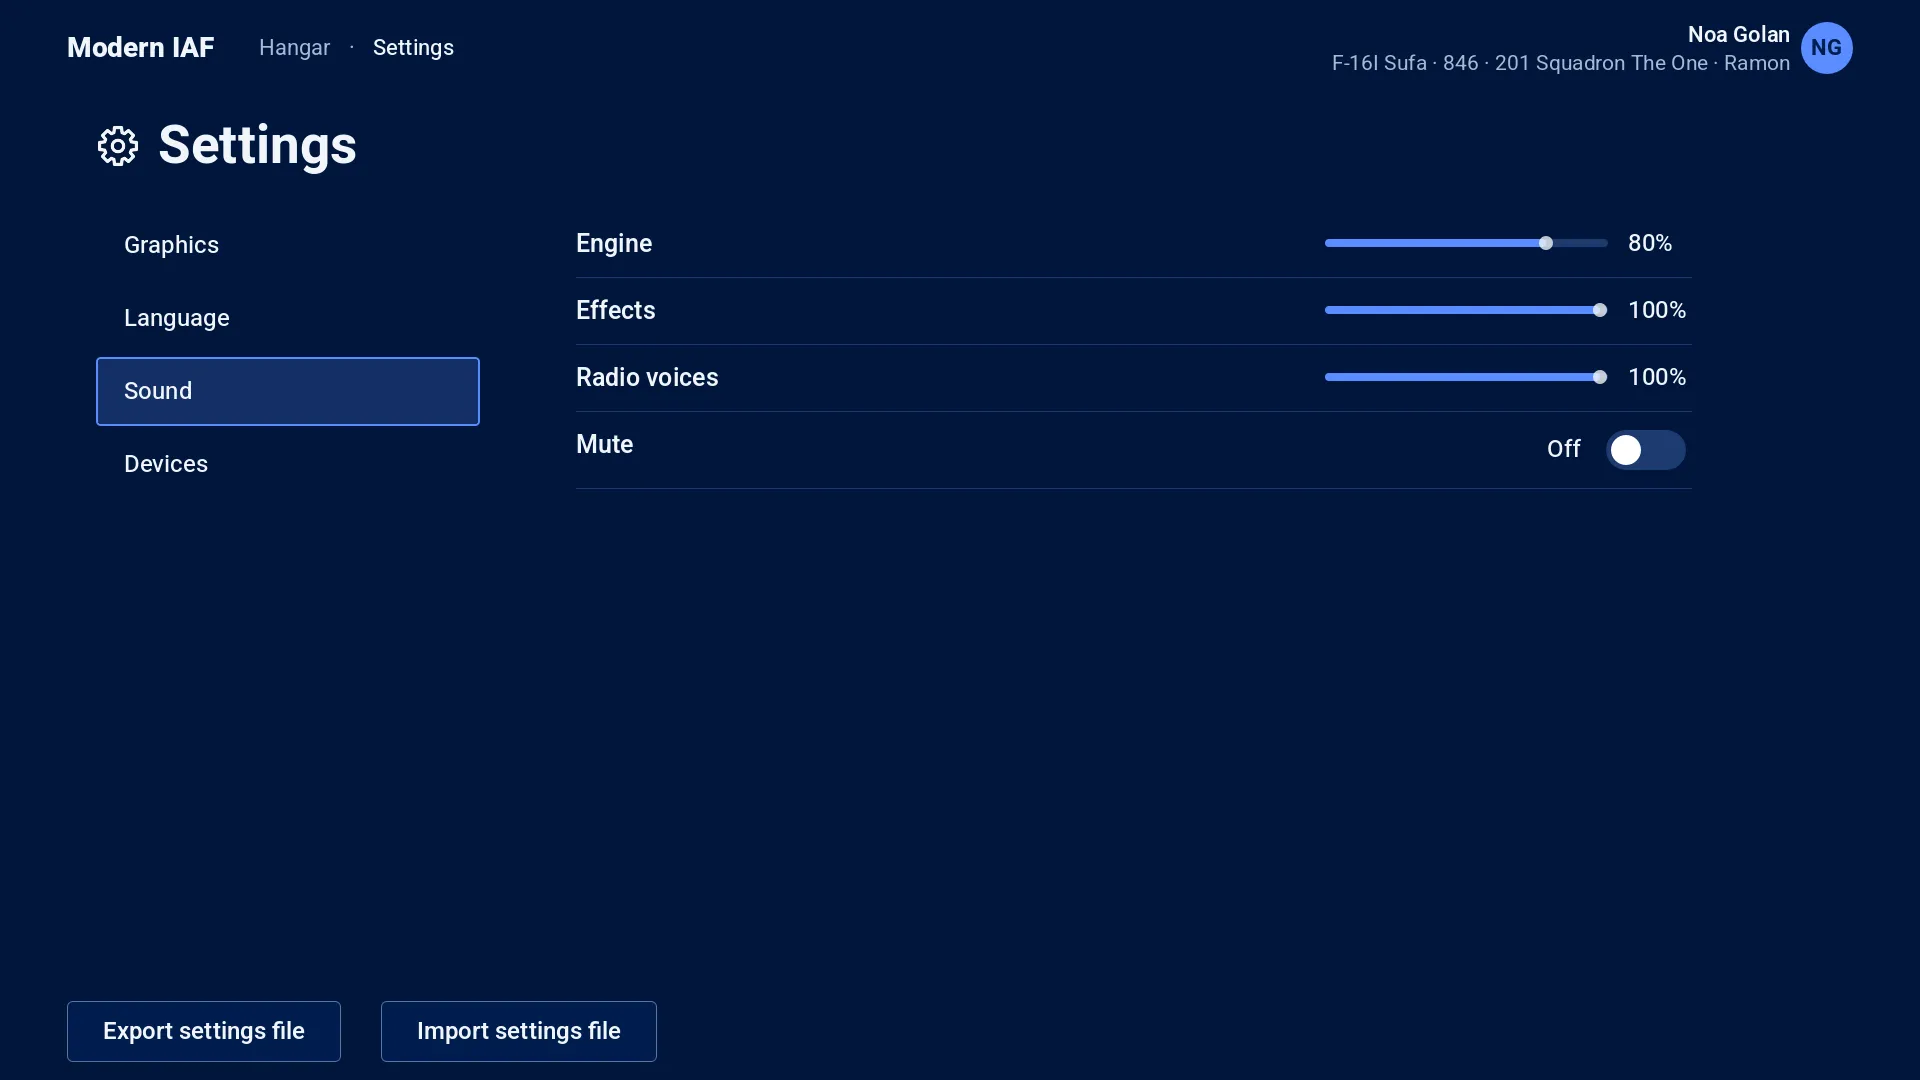 Modern IAF
Hangar · Settings
Noa Golan
F-16I Sufa · 846 · 201 Squadron The One · Ramon
NG
Settings
Graphics
Language
Sound
Devices
Engine 80%
Effects 100%
Radio voices 100%
Mute Off
Export settings file
Import settings file